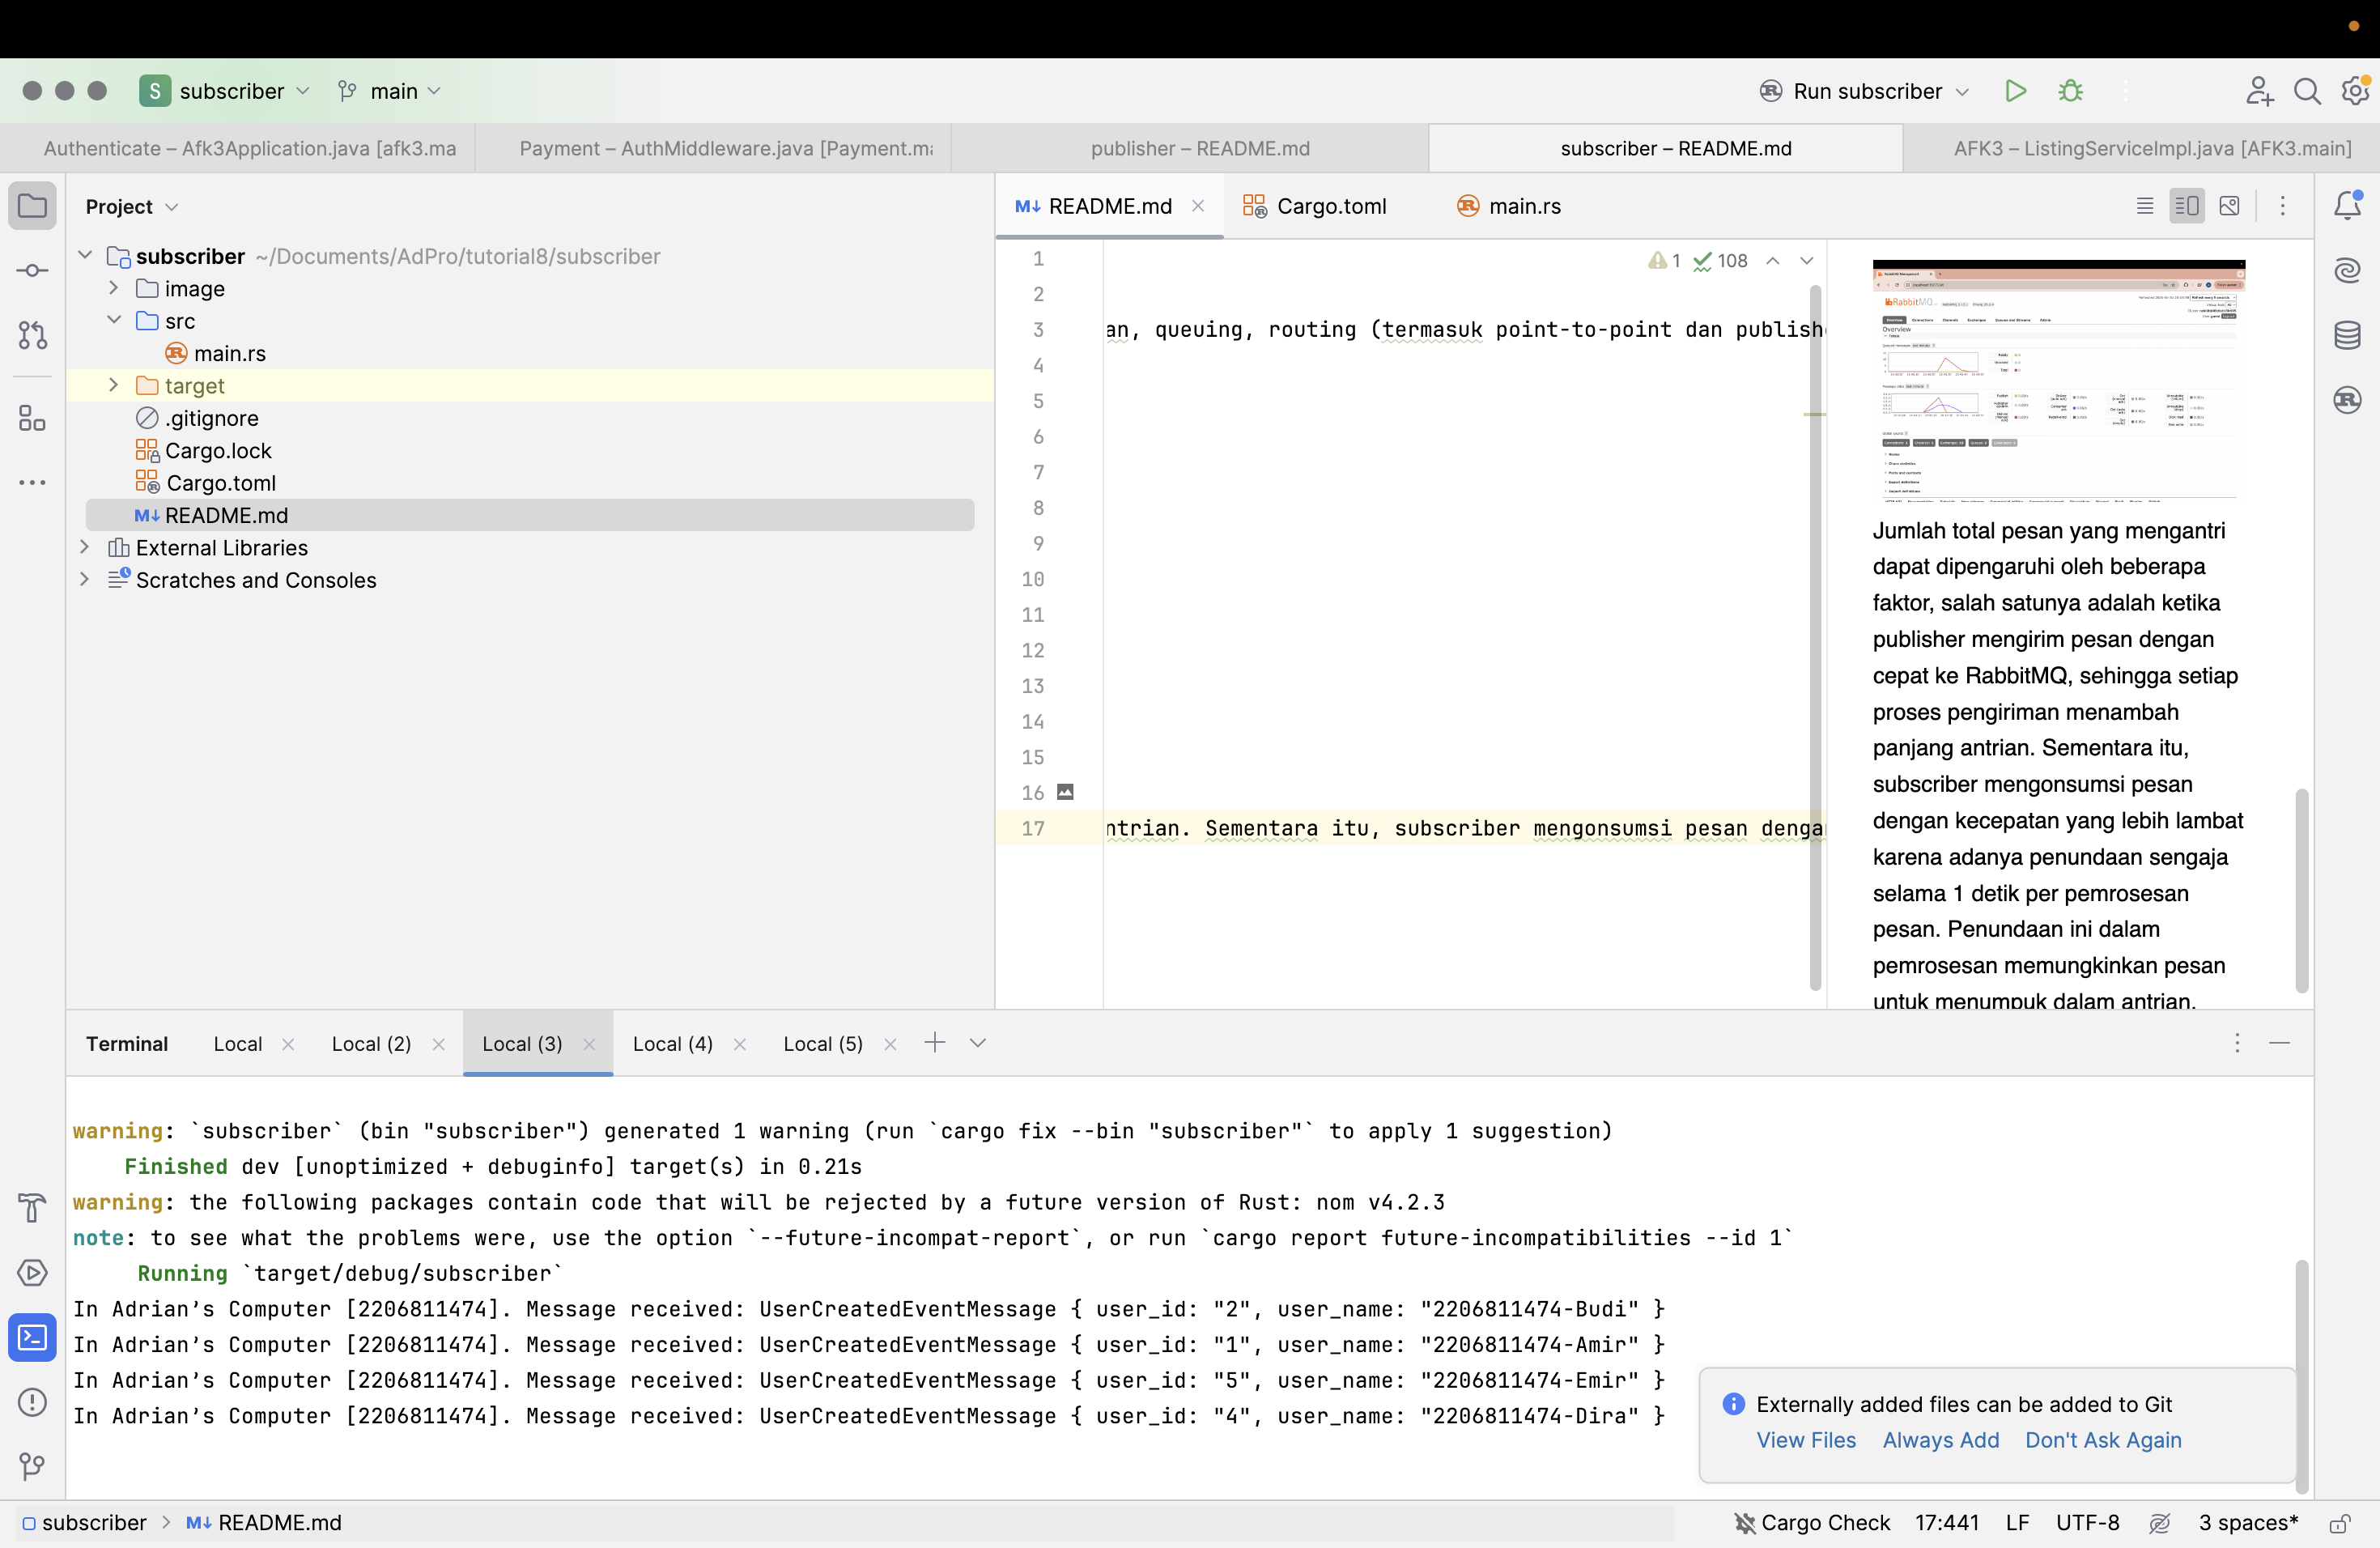 S subscriber main Run subscriber
Authenticate – Afk3Application.java [afk3.ma
Payment – AuthMiddleware.java [Payment.ma
publisher – README.md
subscriber – README.md
AFK3 – ListingServiceImpl.java [AFK3.main]
Project
subscriber ~/Documents/AdPro/tutorial8/subscriber
image
src
main.rs
target
.gitignore
Cargo.lock
Cargo.toml
M↓ README.md
External Libraries
Scratches and Consoles
M↓ README.md Cargo.toml main.rs
1 108
1
2
3 an, queuing, routing (termasuk point-to-point dan publish
4
5
6
7
8
9
10
11
12
13
14
15
16
17 ntrian. Sementara itu, subscriber mengonsumsi pesan denga
RabbitMQ
Overview
Jumlah total pesan yang mengantri
dapat dipengaruhi oleh beberapa
faktor, salah satunya adalah ketika
publisher mengirim pesan dengan
cepat ke RabbitMQ, sehingga setiap
proses pengiriman menambah
panjang antrian. Sementara itu,
subscriber mengonsumsi pesan
dengan kecepatan yang lebih lambat
karena adanya penundaan sengaja
selama 1 detik per pemrosesan
pesan. Penundaan ini dalam
pemrosesan memungkinkan pesan
untuk menumpuk dalam antrian.
Terminal Local Local (2) Local (3) Local (4) Local (5)
warning: `subscriber` (bin "subscriber") generated 1 warning (run `cargo fix --bin "subscriber"` to apply 1 suggestion)
Finished dev [unoptimized + debuginfo] target(s) in 0.21s
warning: the following packages contain code that will be rejected by a future version of Rust: nom v4.2.3
note: to see what the problems were, use the option `--future-incompat-report`, or run `cargo report future-incompatibilities --id 1`
Running `target/debug/subscriber`
In Adrian's Computer [2206811474]. Message received: UserCreatedEventMessage { user_id: "2", user_name: "2206811474-Budi" }
In Adrian's Computer [2206811474]. Message received: UserCreatedEventMessage { user_id: "1", user_name: "2206811474-Amir" }
In Adrian's Computer [2206811474]. Message received: UserCreatedEventMessage { user_id: "5", user_name: "2206811474-Emir" }
In Adrian's Computer [2206811474]. Message received: UserCreatedEventMessage { user_id: "4", user_name: "2206811474-Dira" }
Externally added files can be added to Git
View Files Always Add Don't Ask Again
subscriber M↓ README.md Cargo Check 17:441 LF UTF-8 3 spaces*